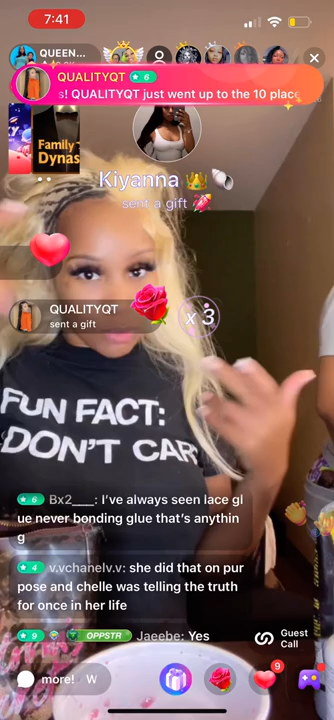 7:41
QUEEN...
QUALITYQT 6
s! QUALITYQT just went up to the 10 place
Family
Dynas
Kiyanna
sent a gift
QUALITYQT
sent a gift
x 3
FUN FACT:
DON'T CAR
6 Bx2___: I've always seen lace gl
ue never bonding glue that's anythin
g
4 v.vchanelv.v: she did that on pur
pose and chelle was telling the truth
for once in her life
9 OPPSTR Jaeebe: Yes
Guest
Call
more! W
9